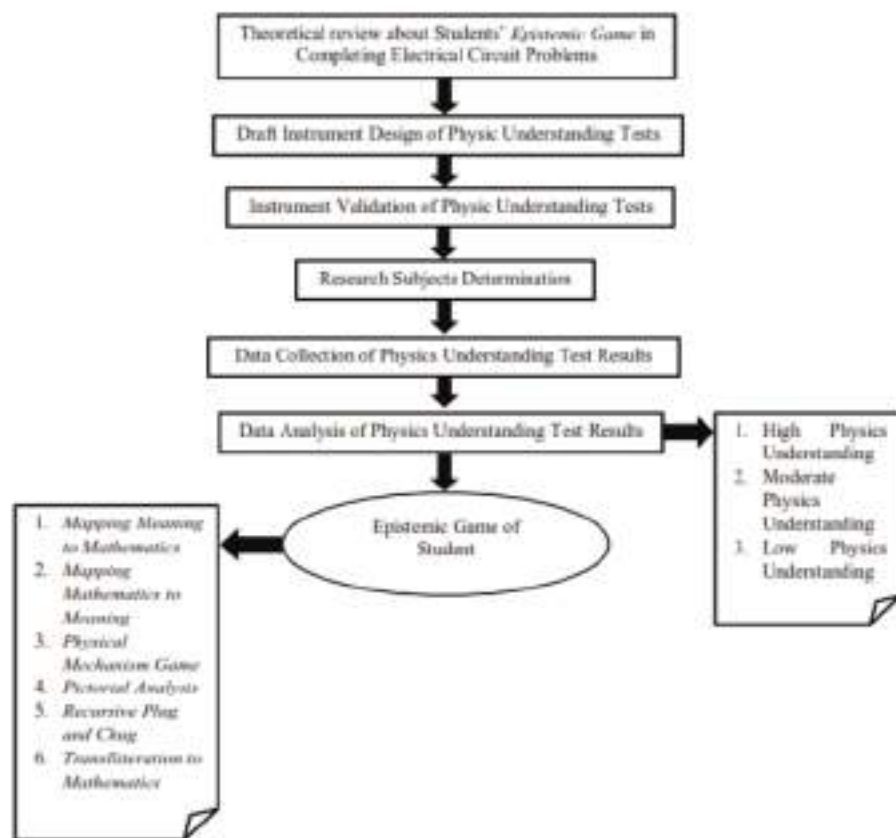 Theoretical review about Students' Epistemic Game in
Completing Electrical Circuit Problems
Draft Instrument Design of Physic Understanding Tests
Instrument Validation of Physic Understanding Tests
Research Subjects Determination
Data Collection of Physics Understanding Test Results
Data Analysis of Physics Understanding Test Results
1. High Physics
Understanding
2. Moderate
Physics
Understanding
3. Low Physics
Understanding
Epistemic Game of
Student
1. Mapping Meaning
to Mathematics
2. Mapping
Mathematics to
Meaning
3. Physical
Mechanism Game
4. Pictorial Analysis
5. Recursive Plug
and Chug
6. Transliteration to
Mathematics